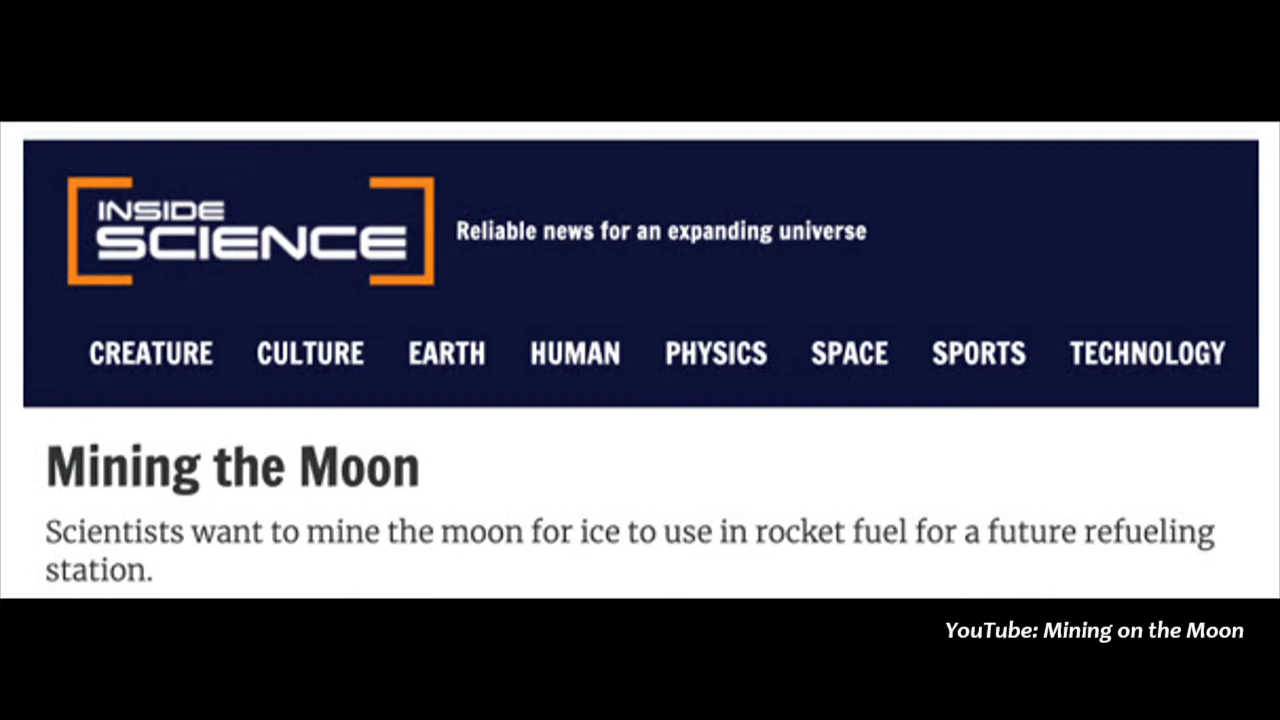 INSIDE
SCIENCE
Reliable news for an expanding universe
CREATURE CULTURE EARTH HUMAN PHYSICS SPACE SPORTS TECHNOLOGY
Mining the Moon
Scientists want to mine the moon for ice to use in rocket fuel for a future refueling
station.
YouTube: Mining on the Moon